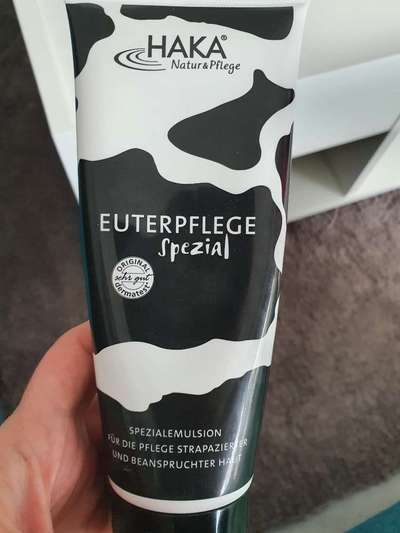 HAKA®
Natur&Pflege
EUTERPFLEGE
spezial
ORIGINAL
sehr gut
dermatest®
SPEZIALEMULSION
FÜR DIE PFLEGE STRAPAZIERTER
UND BEANSPRUCHTER HAUT